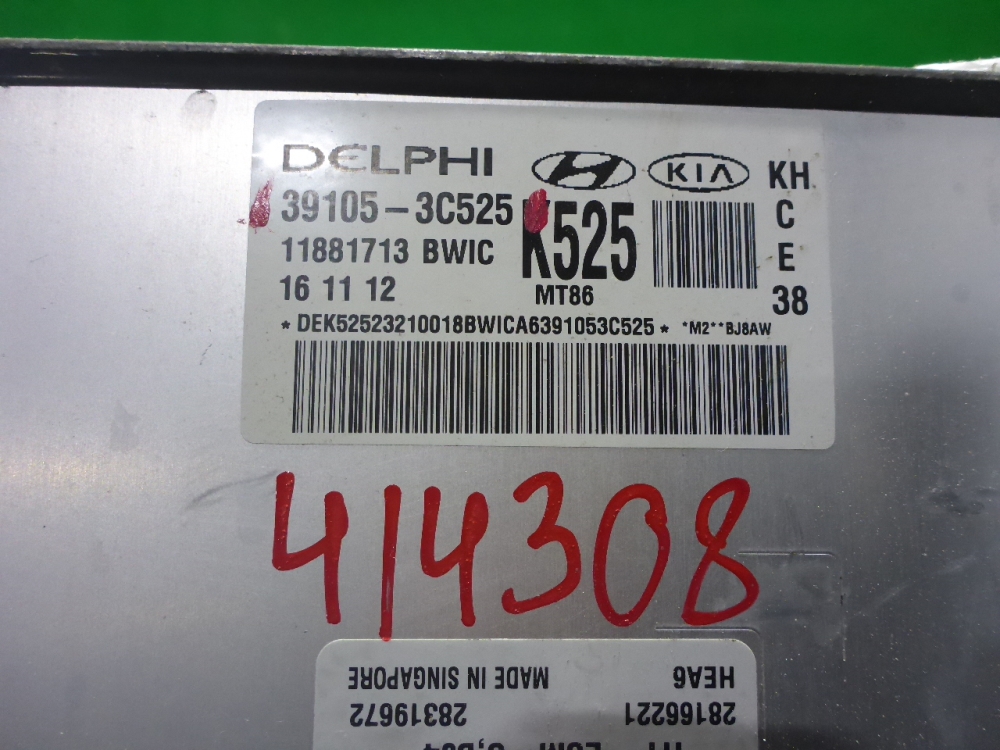 DELPHI H KIA KH
39105-3C525 K525 C
11881713 BWIC E
16 11 12 MT86 38
*DEK52523210018BWICA6391053C525* *M2**BJ8AW
414308
MADE IN SINGAPORE HEA6
28319672 28166221